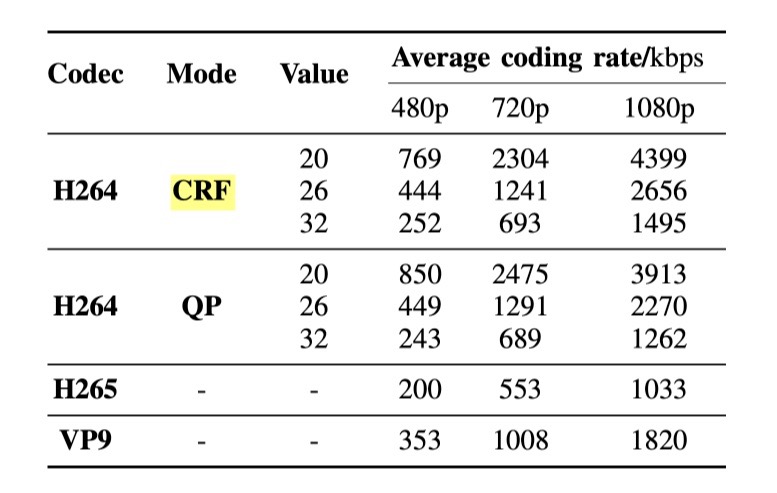 Codec Mode Value Average coding rate/kbps
480p 720p 1080p
20 769 2304 4399
H264 CRF 26 444 1241 2656
32 252 693 1495
20 850 2475 3913
H264 QP 26 449 1291 2270
32 243 689 1262
H265 - - 200 553 1033
VP9 - - 353 1008 1820